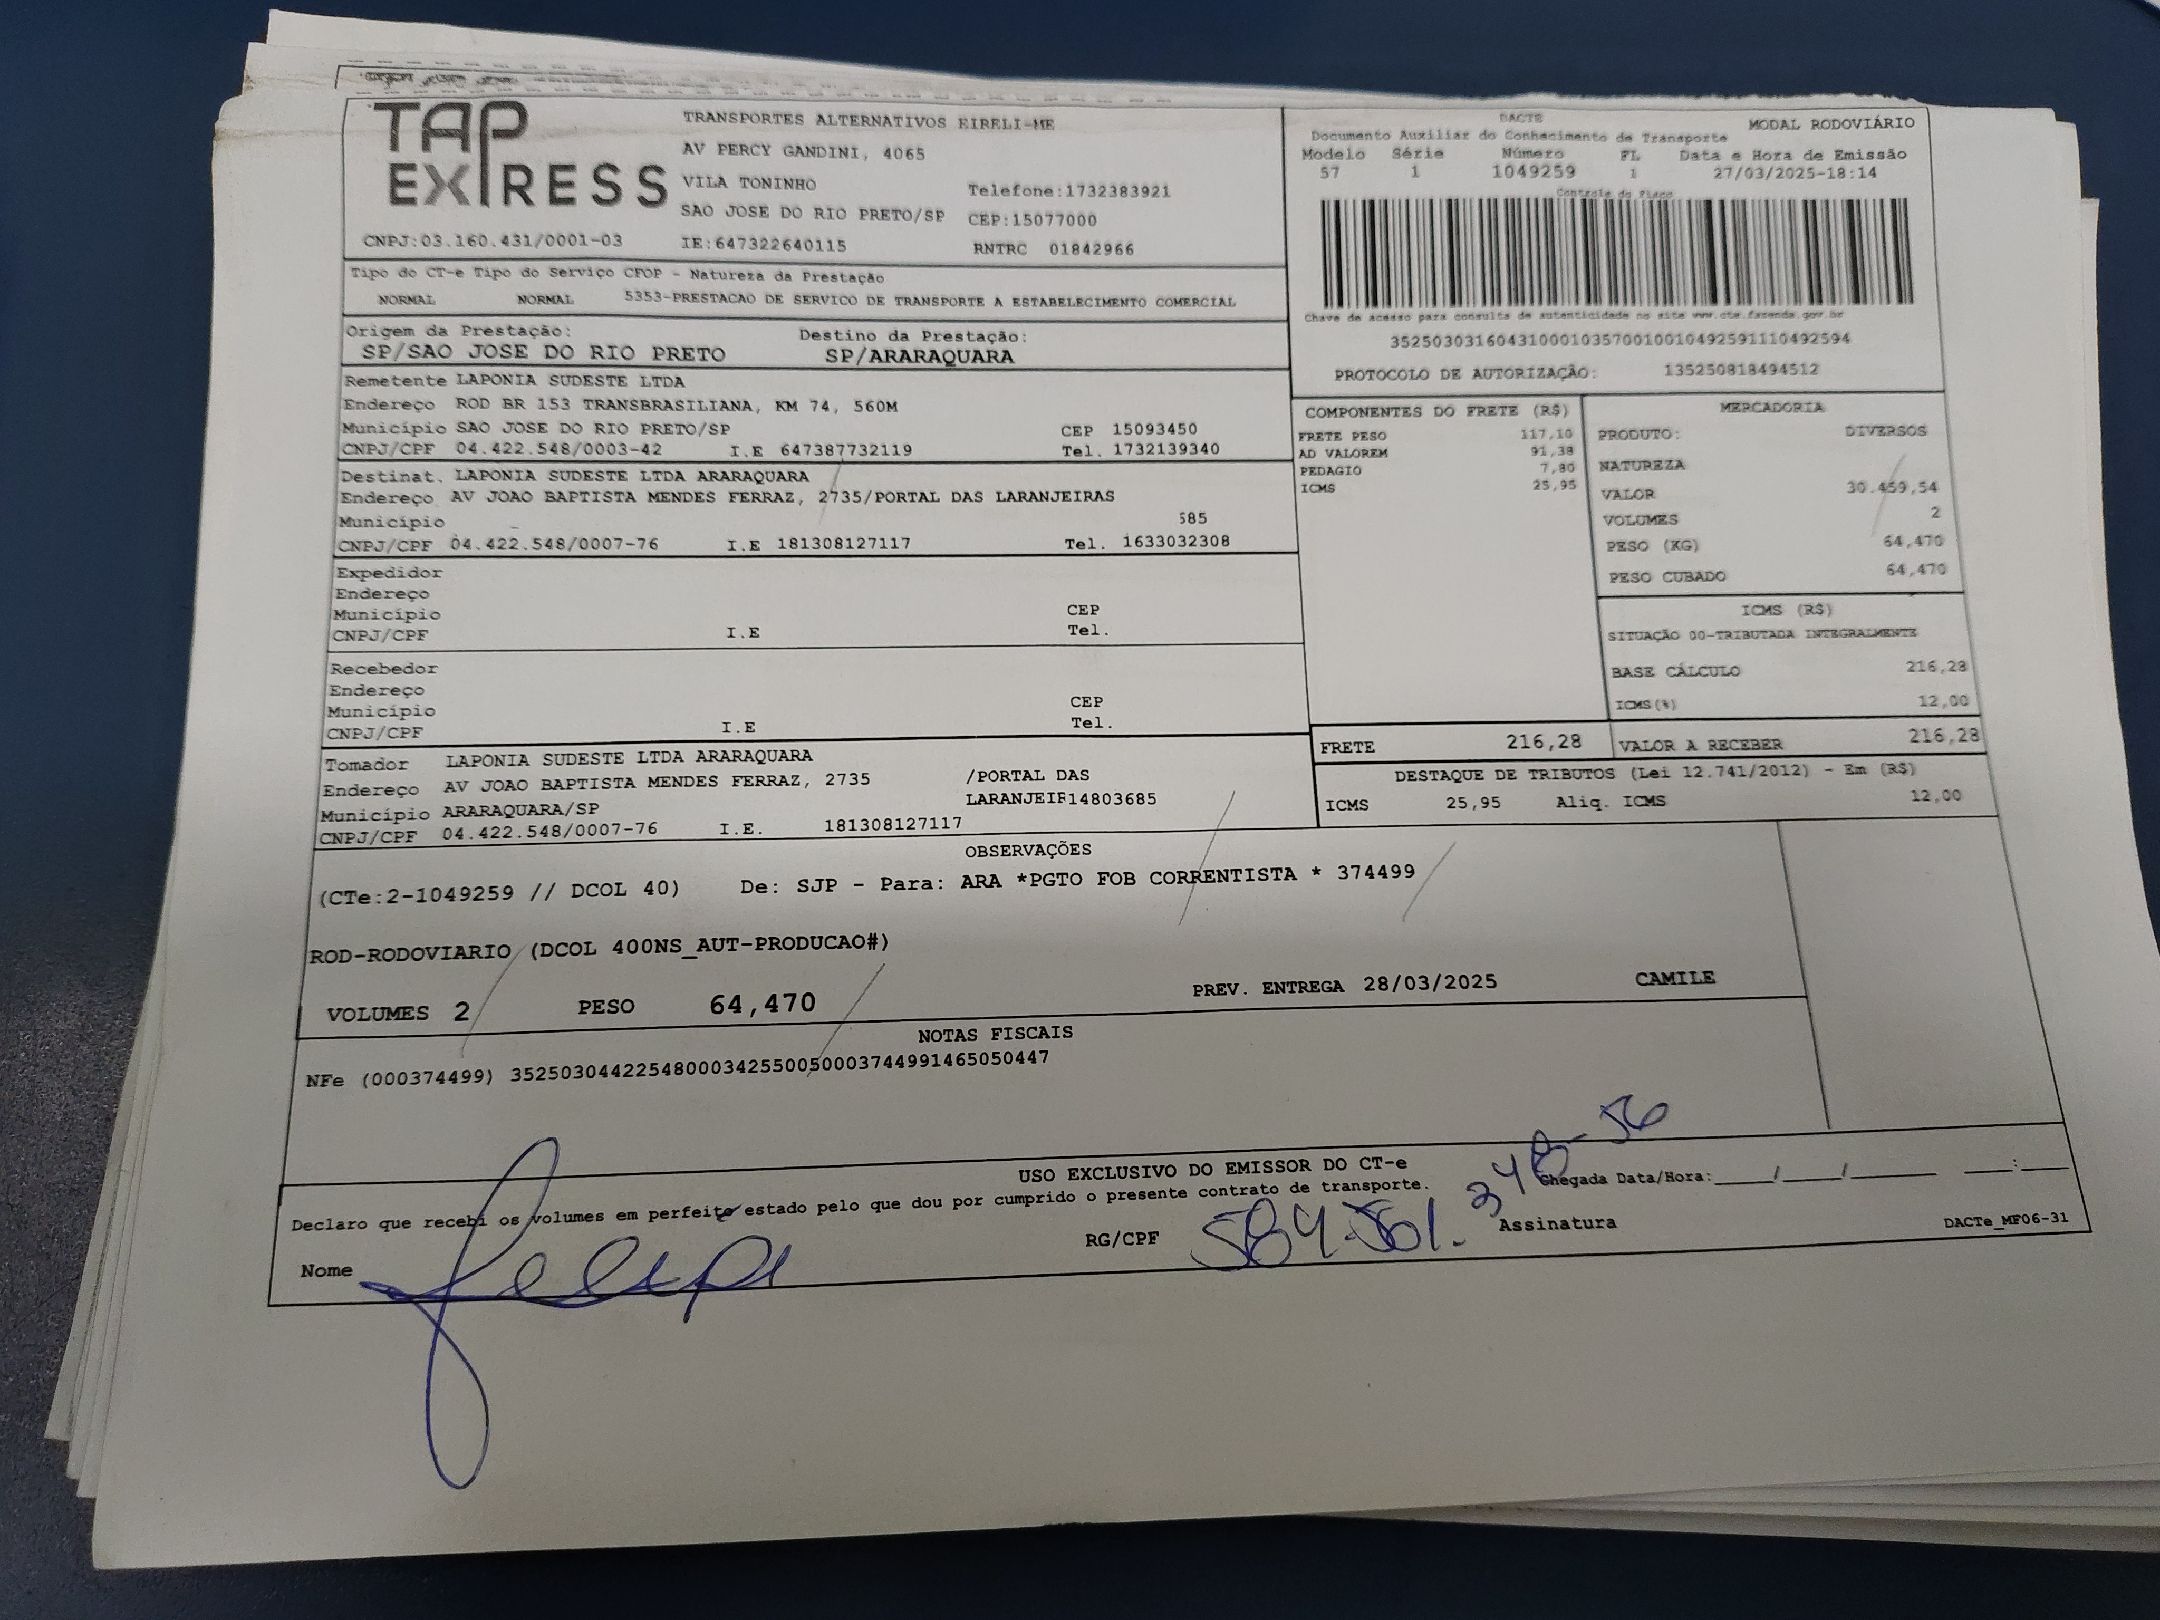 TAP EXPRESS
TRANSPORTES ALTERNATIVOS EIRELI-ME
AV PERCY GANDINI, 4065
VILA TONINHO
Telefone:1732383921
SAO JOSE DO RIO PRETO/SP CEP:15077000
CNPJ:03.160.431/0001-03 IE:647322640115 RNTRC 01842966
DACTE
Documento Auxiliar do Conhecimento de Transporte
MODAL RODOVIÁRIO
Modelo Série Número FL Data e Hora de Emissão
57 1 1049259 1 27/03/2025-18:14
Controle do Fisco
Chave de acesso para consulta de autenticidade no site www.cte.fazenda.gov.br
35250303160431000103570010010492591110492594
PROTOCOLO DE AUTORIZAÇÃO: 135250818494512
Tipo do CT-e Tipo do Serviço CFOP - Natureza da Prestação
NORMAL NORMAL 5353-PRESTACAO DE SERVICO DE TRANSPORTE A ESTABELECIMENTO COMERCIAL
Origem da Prestação: Destino da Prestação:
SP/SAO JOSE DO RIO PRETO SP/ARARAQUARA
Remetente LAPONIA SUDESTE LTDA
Endereço ROD BR 153 TRANSBRASILIANA, KM 74, 560M
Município SAO JOSE DO RIO PRETO/SP CEP 15093450
CNPJ/CPF 04.422.548/0003-42 I.E 647387732119 Tel. 1732139340
Destinat. LAPONIA SUDESTE LTDA ARARAQUARA
Endereço AV JOAO BAPTISTA MENDES FERRAZ, 2735/PORTAL DAS LARANJEIRAS
Município 685
CNPJ/CPF 04.422.548/0007-76 I.E 181308127117 Tel. 1633032308
Expedidor
Endereço
Município CEP
CNPJ/CPF I.E Tel.
Recebedor
Endereço
Município CEP
CNPJ/CPF I.E Tel.
Tomador LAPONIA SUDESTE LTDA ARARAQUARA
Endereço AV JOAO BAPTISTA MENDES FERRAZ, 2735 /PORTAL DAS
Município ARARAQUARA/SP LARANJEIR14803685
CNPJ/CPF 04.422.548/0007-76 I.E. 181308127117
COMPONENTES DO FRETE (R$)
FRETE PESO 117,10
AD VALOREM 91,38
PEDAGIO 7,80
ICMS 25,95
MERCADORIA
PRODUTO: DIVERSOS
NATUREZA
VALOR 30.459,54
VOLUMES 2
PESO (KG) 64,470
PESO CUBADO 64,470
ICMS (R$)
SITUAÇÃO 00-TRIBUTADA INTEGRALMENTE
BASE CÁLCULO 216,28
ICMS(%) 12,00
FRETE 216,28 VALOR A RECEBER 216,28
DESTAQUE DE TRIBUTOS (Lei 12.741/2012) - Em (R$)
ICMS 25,95 Aliq. ICMS 12,00
OBSERVAÇÕES
(CTe:2-1049259 // DCOL 40) De: SJP - Para: ARA *PGTO FOB CORRENTISTA * 374499
ROD-RODOVIARIO (DCOL 400NS_AUT-PRODUCAO#)
VOLUMES 2 PESO 64,470 PREV. ENTREGA 28/03/2025 CAMILE
NOTAS FISCAIS
NFe (000374499) 35250304422548000342550050003744991465050447
USO EXCLUSIVO DO EMISSOR DO CT-e
Declaro que recebi os volumes em perfeito estado pelo que dou por cumprido o presente contrato de transporte.
Chegada Data/Hora:____/____/______ ___:___
Nome Felipe RG/CPF 584.561.348-56 Assinatura DACTe_MF06-31